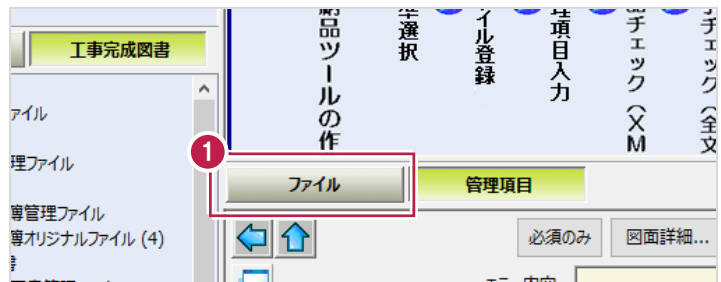 工事完成図書
ァイル
理ファイル
簿管理ファイル
簿オリジナルファイル (4)
品ツールの作
選択
イル登録
理項目入力
チェック（XM
チェック（全文
1
ファイル
管理項目
必須のみ
図面詳細...